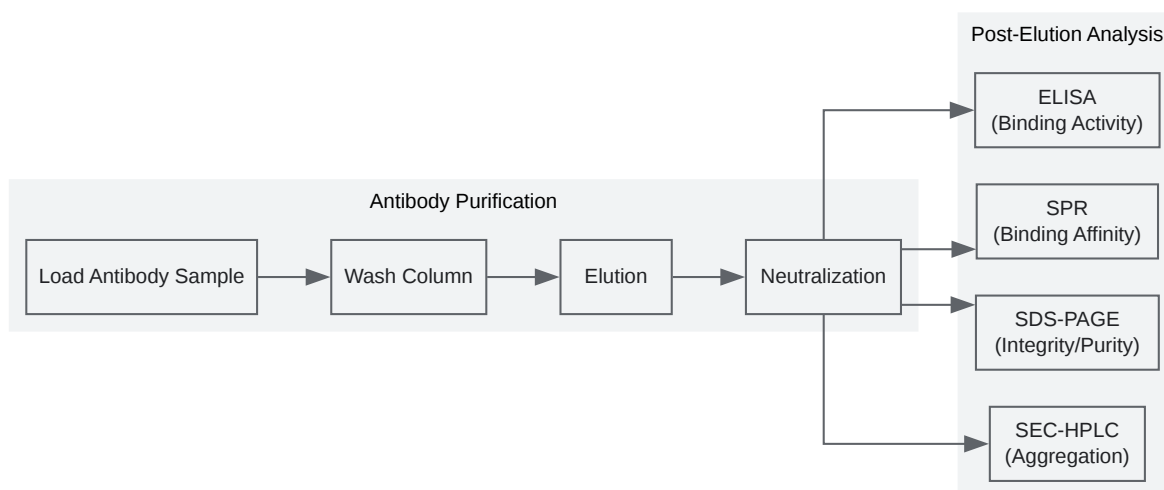 Post-Elution Analysis
ELISA
(Binding Activity)
Antibody Purification
SPR
(Binding Affinity)
Load Antibody Sample
Wash Column
Elution
Neutralization
SDS-PAGE
(Integrity/Purity)
SEC-HPLC
(Aggregation)